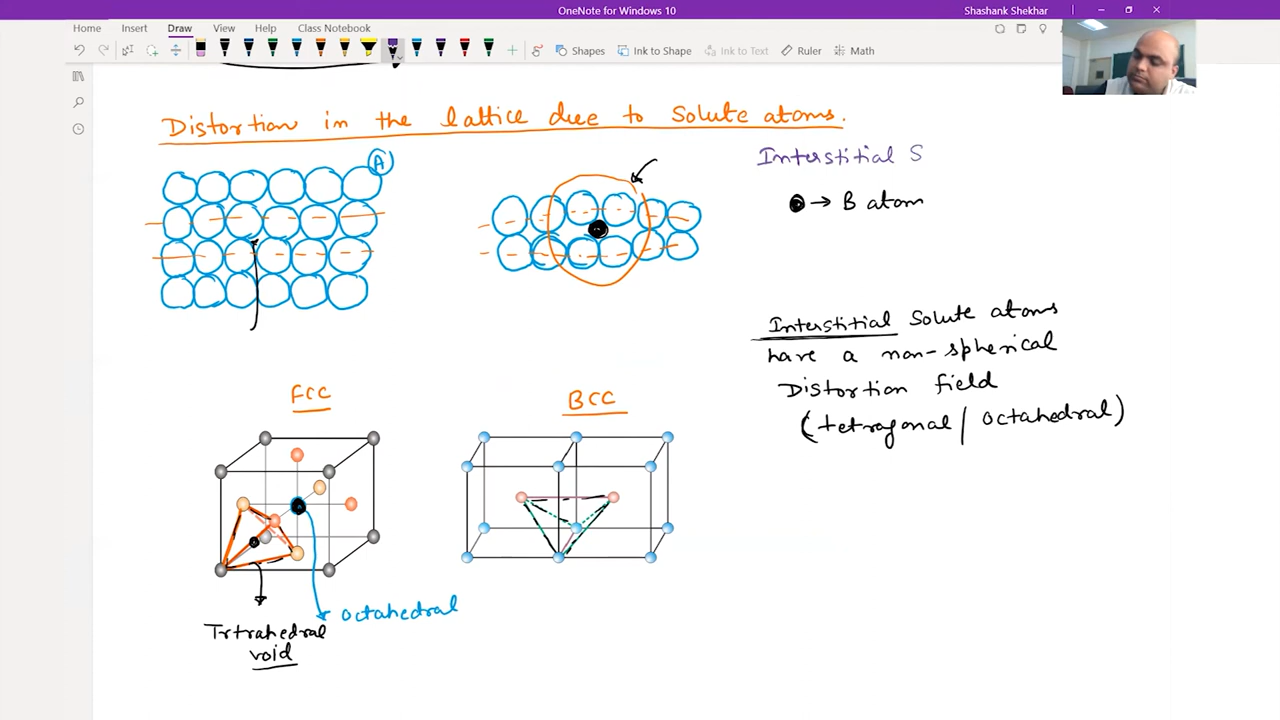 OneNote for Windows 10
Shashank Shekhar
Home Insert Draw View Help Class Notebook
Shapes Ink to Shape Ink to Text Ruler Math
Distortion in the lattice due to Solute atoms.
A
Interstitial S
→ B atom
Interstitial Solute atoms
have a non-spherical
Distortion field
(tetragonal / octahedral)
FCC
BCC
octahedral
Trtrahedral
void